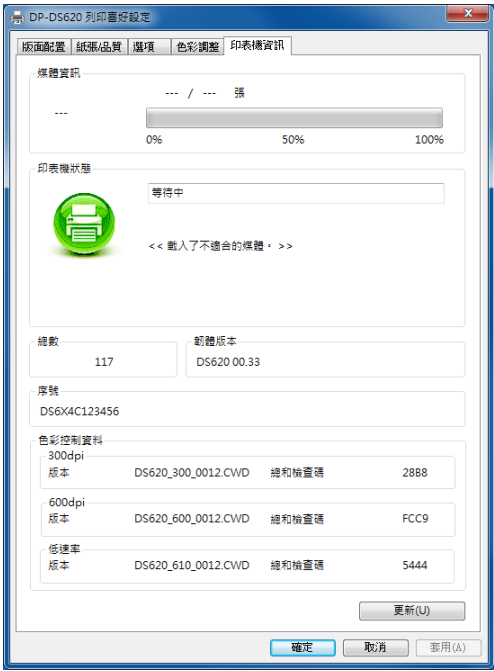 DP-DS620 列印喜好設定
版面配置 紙張/品質 選項 色彩調整 印表機資訊
媒體資訊
--- / --- 張
---
0% 50% 100%
印表機狀態
等待中
<< 載入了不適合的媒體。 >>
總數 韌體版本
117 DS620 00.33
序號
DS6X4C123456
色彩控制資料
300dpi
版本 DS620_300_0012.CWD 總和檢查碼 28B8
600dpi
版本 DS620_600_0012.CWD 總和檢查碼 FCC9
低速率
版本 DS620_610_0012.CWD 總和檢查碼 5444
更新(U)
確定 取消 套用(A)